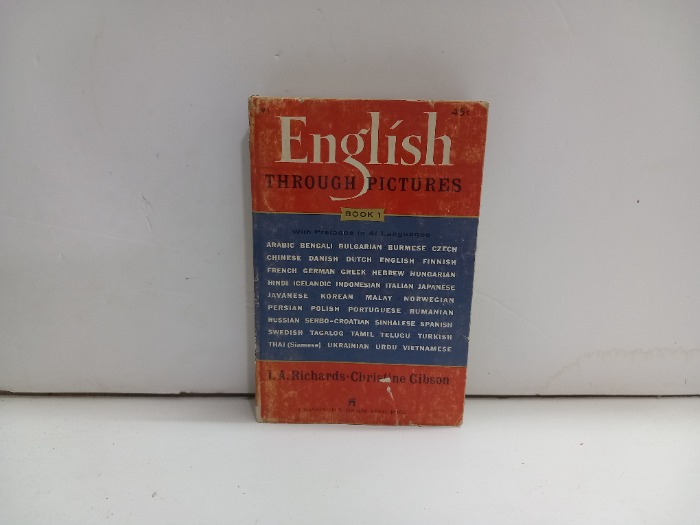 45c
English
THROUGH PICTURES
BOOK 1
With Preface in 41 Languages
ARABIC BENGALI BULGARIAN BURMESE CZECH
CHINESE DANISH DUTCH ENGLISH FINNISH
FRENCH GERMAN GREEK HEBREW HUNGARIAN
HINDI ICELANDIC INDONESIAN ITALIAN JAPANESE
JAVANESE KOREAN MALAY NORWEGIAN
PERSIAN POLISH PORTUGUESE RUMANIAN
RUSSIAN SERBO-CROATIAN SINHALESE SPANISH
SWEDISH TAGALOG TAMIL TELUGU TURKISH
THAI (Siamese) UKRAINIAN URDU VIETNAMESE
I. A. Richards · Christine Gibson